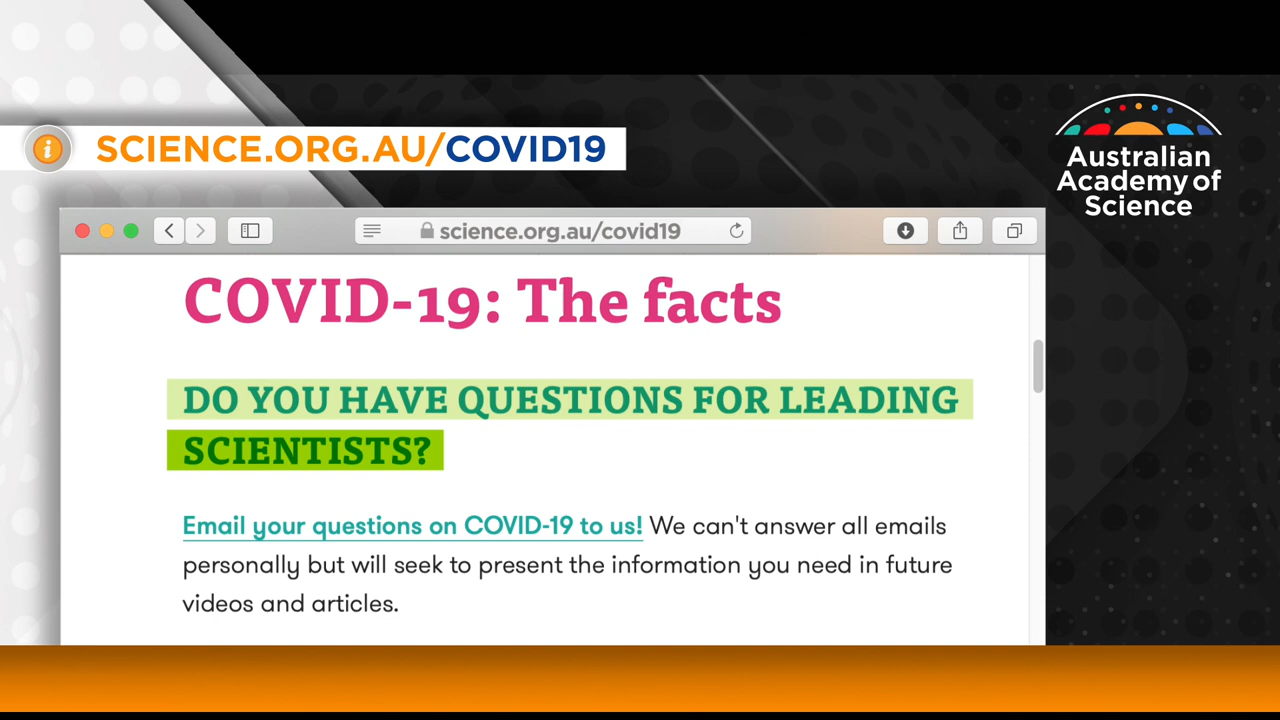 SCIENCE.ORG.AU/COVID19
Australian
Academy of
Science
science.org.au/covid19
COVID-19: The facts
DO YOU HAVE QUESTIONS FOR LEADING
SCIENTISTS?
Email your questions on COVID-19 to us! We can't answer all emails
personally but will seek to present the information you need in future
videos and articles.